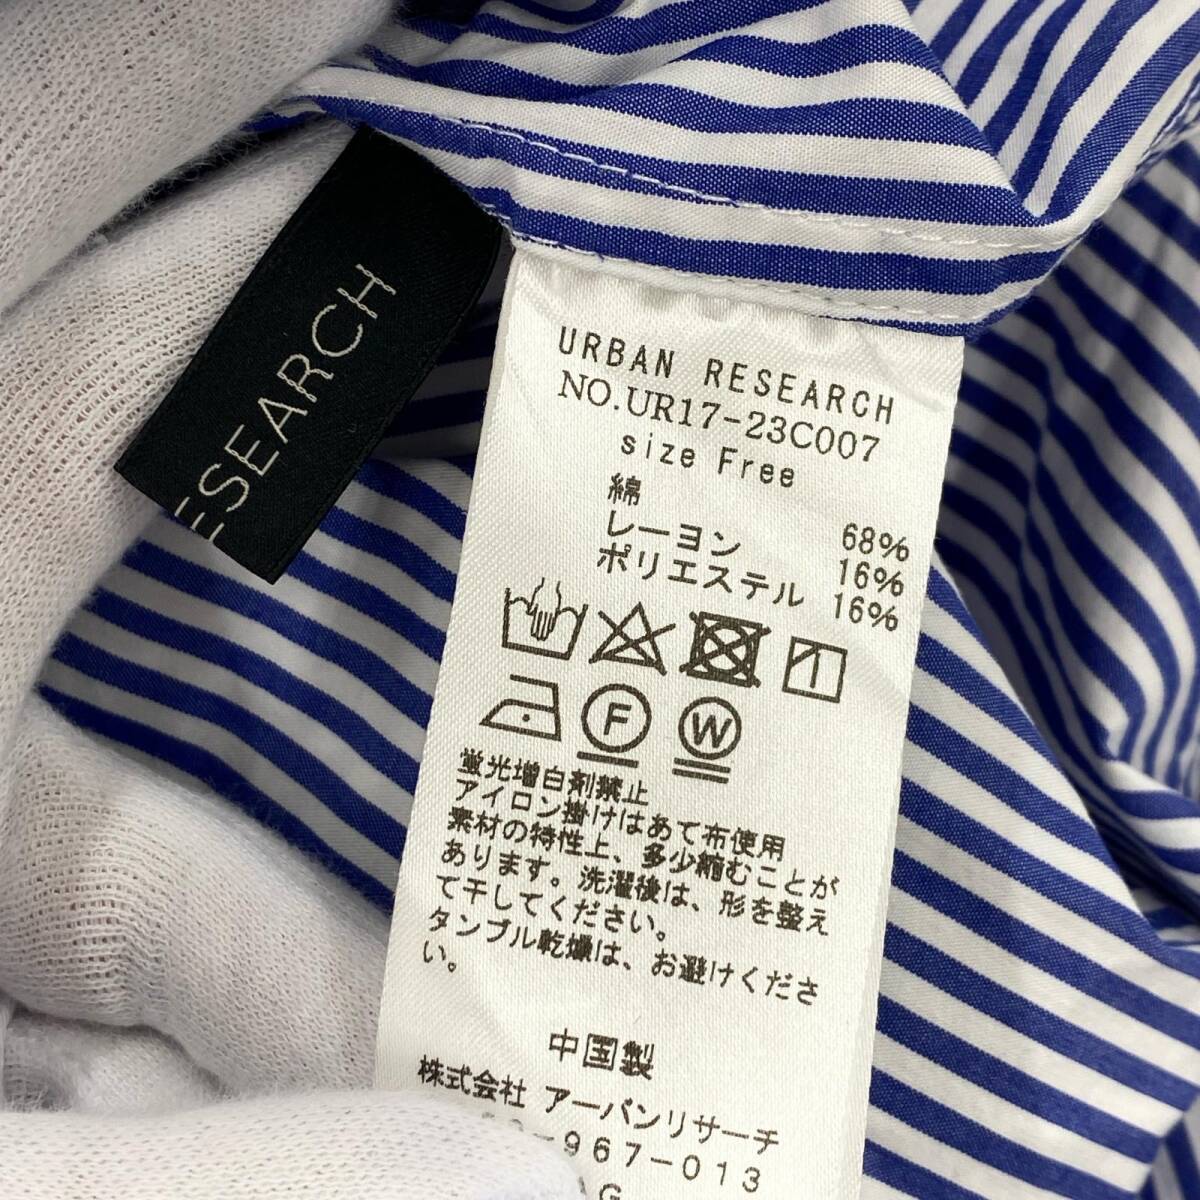 ESEARCH
URBAN RESEARCH
NO.UR17-23C007
size Free
綿 68%
レーヨン 16%
ポリエステル 16%
F
W
蛍光増白剤禁止
アイロン掛けはあて布使用
素材の特性上、多少縮むことが
あります。洗濯後は、形を整え
て干してください。
タンブル乾燥は、お避けくださ
い。
中国製
株式会社 アーバンリサーチ
-967-013
G